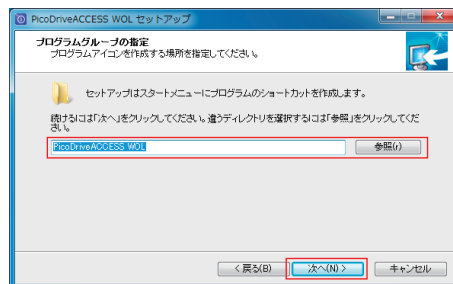 PicoDriveACCESS WOL セットアップ
プログラムグループの指定
プログラムアイコンを作成する場所を指定してください。
セットアップはスタートメニューにプログラムのショートカットを作成します。
続けるには「次へ」をクリックしてください。違うディレクトリを選択するには「参照」をクリックしてくだ
さい。
PicoDriveACCESS WOL
参照(r)
< 戻る(B)
次へ(N) >
キャンセル